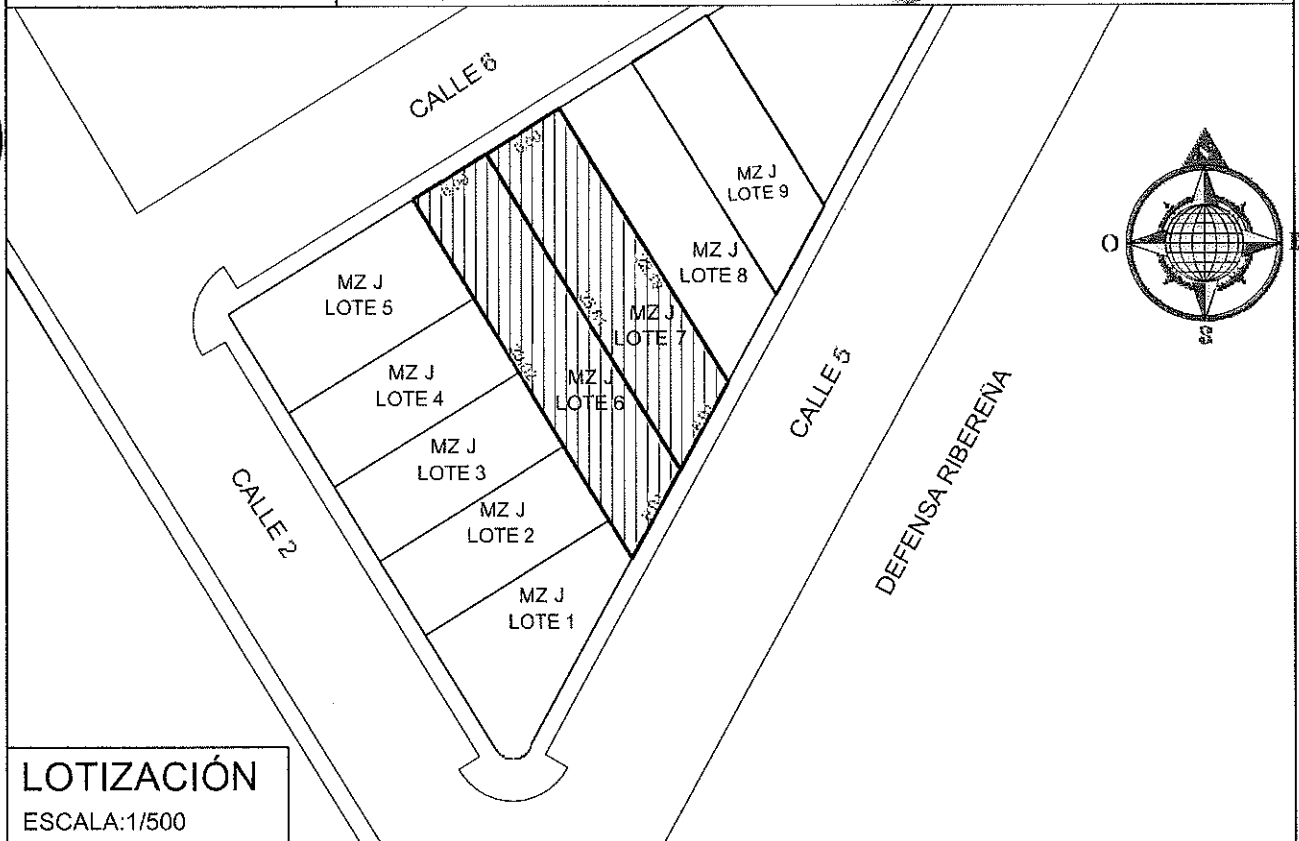 CALLE 6
MZ J
LOTE 9
MZ J
LOTE 8
MZ J
LOTE 5
MZ J
LOTE 7
MZ J
LOTE 4
MZ J
LOTE 6
CALLE 5
MZ J
LOTE 3
DEFENSA RIBEREÑA
MZ J
LOTE 2
CALLE 2
MZ J
LOTE 1
O
LOTIZACIÓN
ESCALA:1/500